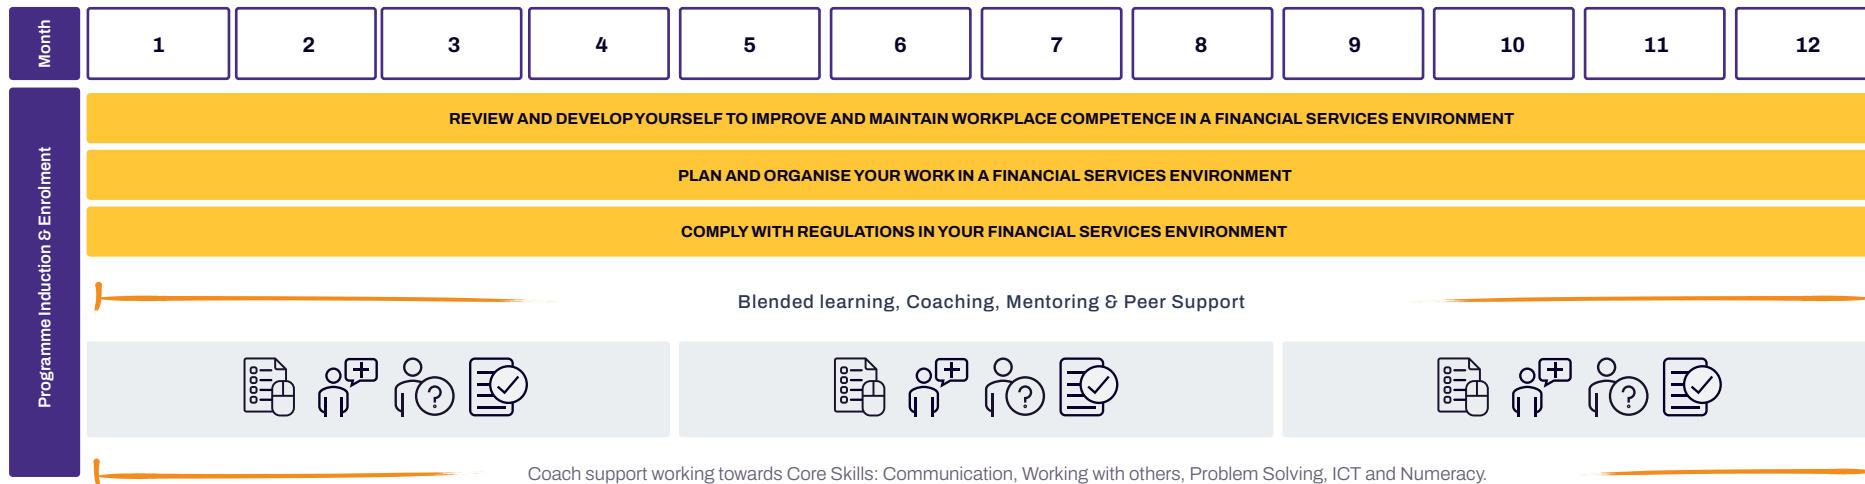 Month 1 2 3 4 5 6 7 8 9 10 11 12
Programme Induction & Enrolment
REVIEW AND DEVELOP YOURSELF TO IMPROVE AND MAINTAIN WORKPLACE COMPETENCE IN A FINANCIAL SERVICES ENVIRONMENT
PLAN AND ORGANISE YOUR WORK IN A FINANCIAL SERVICES ENVIRONMENT
COMPLY WITH REGULATIONS IN YOUR FINANCIAL SERVICES ENVIRONMENT
Blended learning, Coaching, Mentoring & Peer Support
Coach support working towards Core Skills: Communication, Working with others, Problem Solving, ICT and Numeracy.